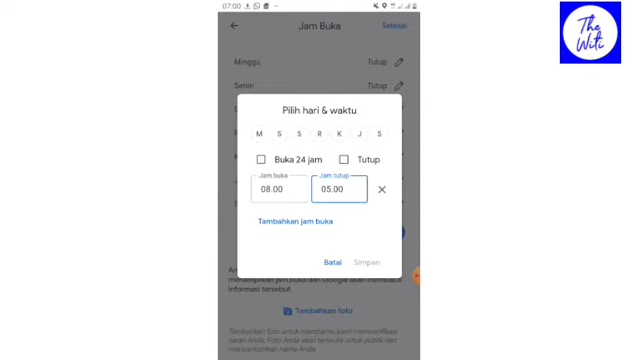 07:00
Jam Buka
Selesai
Minggu
Tutup
Senin
Tutup
Pilih hari & waktu
M S S R K J S
Buka 24 jam
Tutup
Jam buka
Jam tutup
08.00
05.00
Tambahkan jam buka
Batal
Simpan
menampilkan jam buka dan Google akan membuat
informasi tersebut
Tambahkan foto
Tambahkan foto untuk membantu kami memverifikasi
saran Anda. Foto Anda akan tersedia untuk publik dan
mencantumkan nama Anda
The
Witi